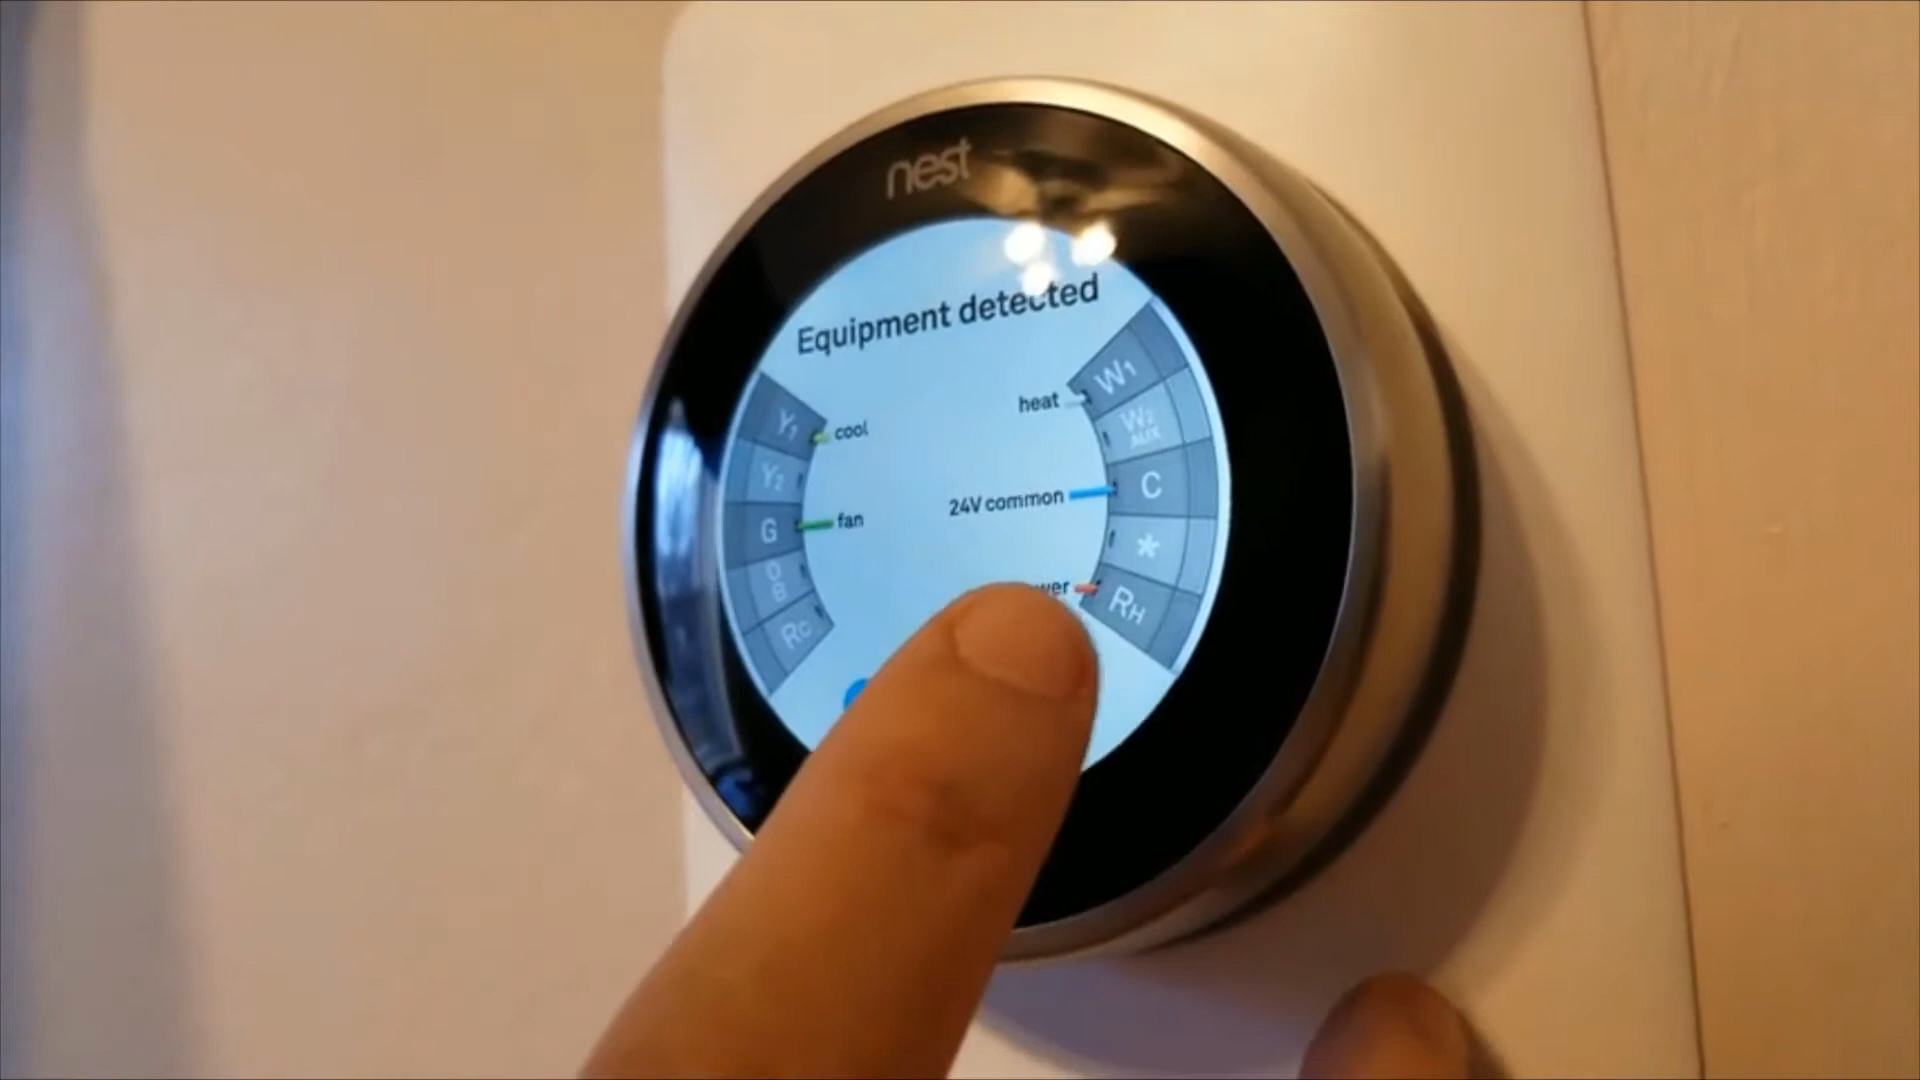 nest
Equipment detected
Y1
cool
Y2
G
fan
O
B
Rc
heat
W1
W2
AUX
24V common
C
*
RH